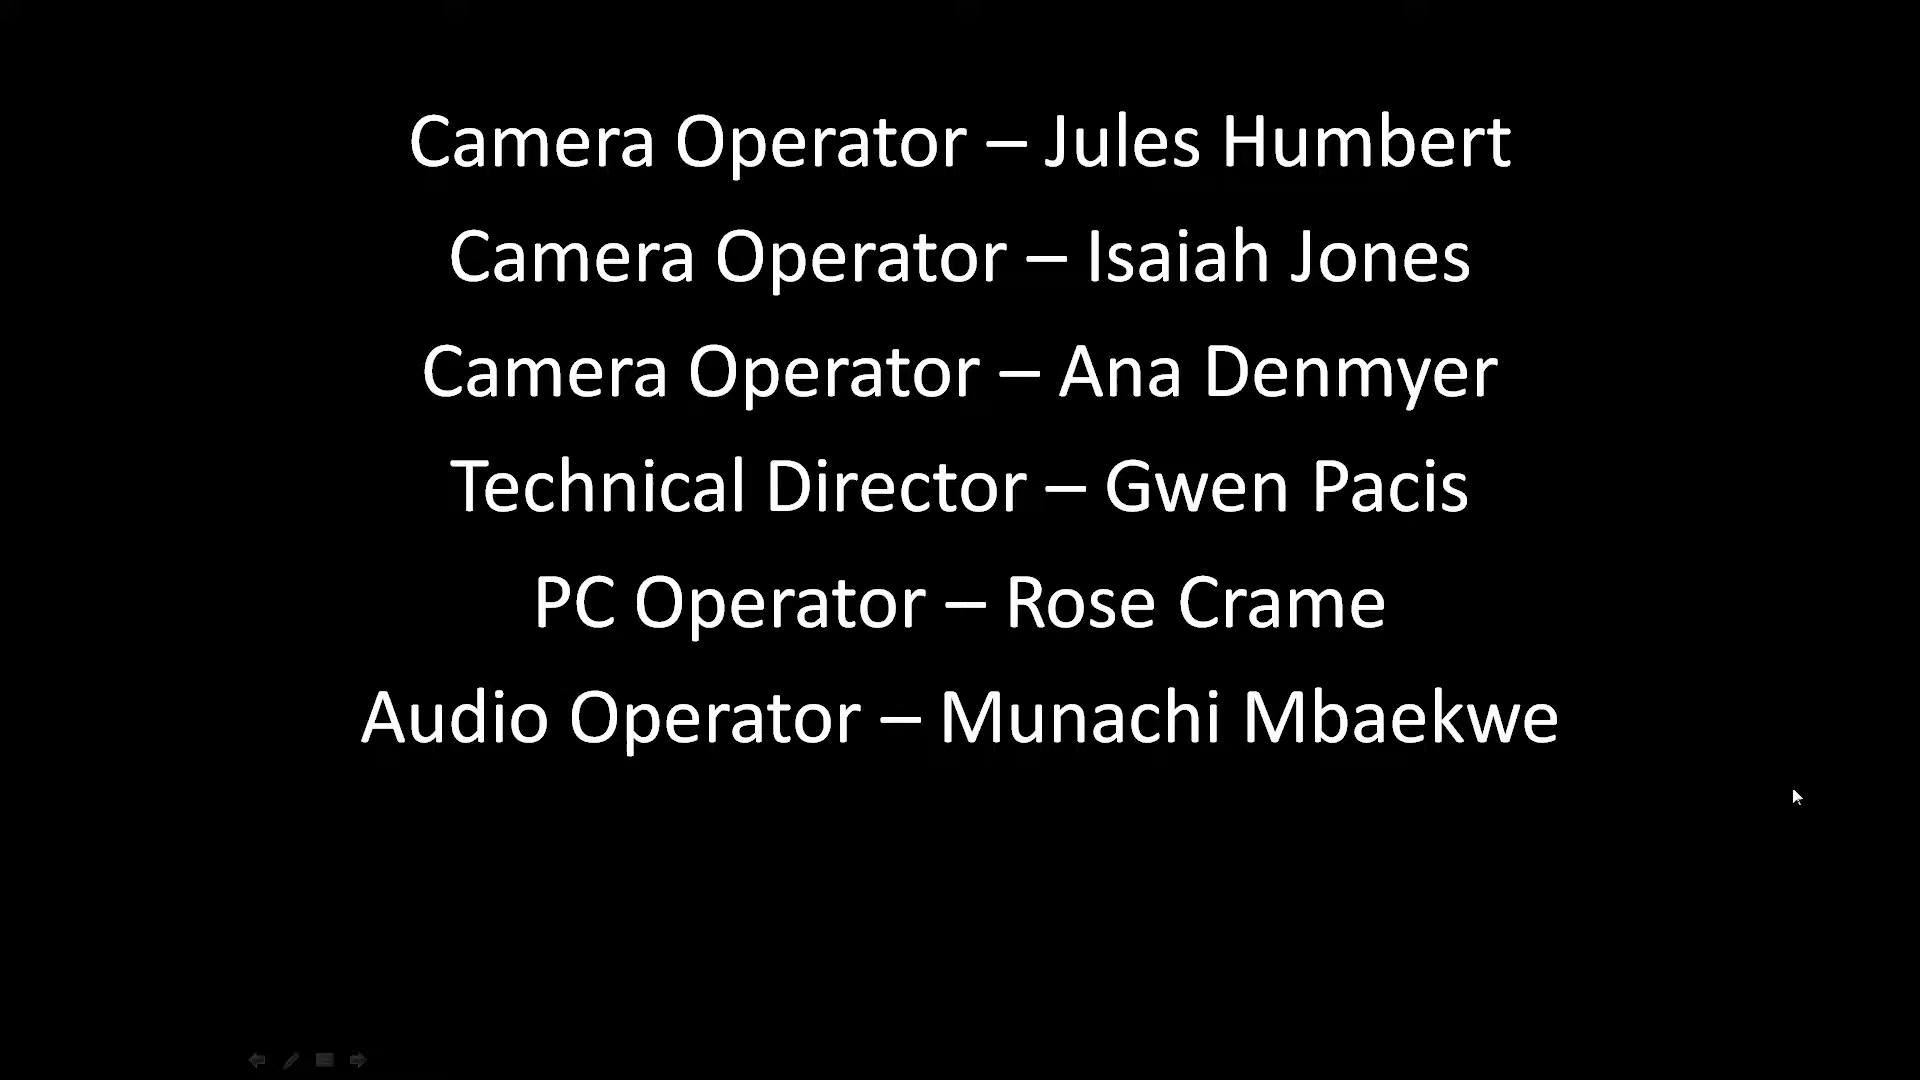 Camera Operator – Jules Humbert
Camera Operator – Isaiah Jones
Camera Operator – Ana Denmyer
Technical Director – Gwen Pacis
PC Operator – Rose Crame
Audio Operator – Munachi Mbaekwe